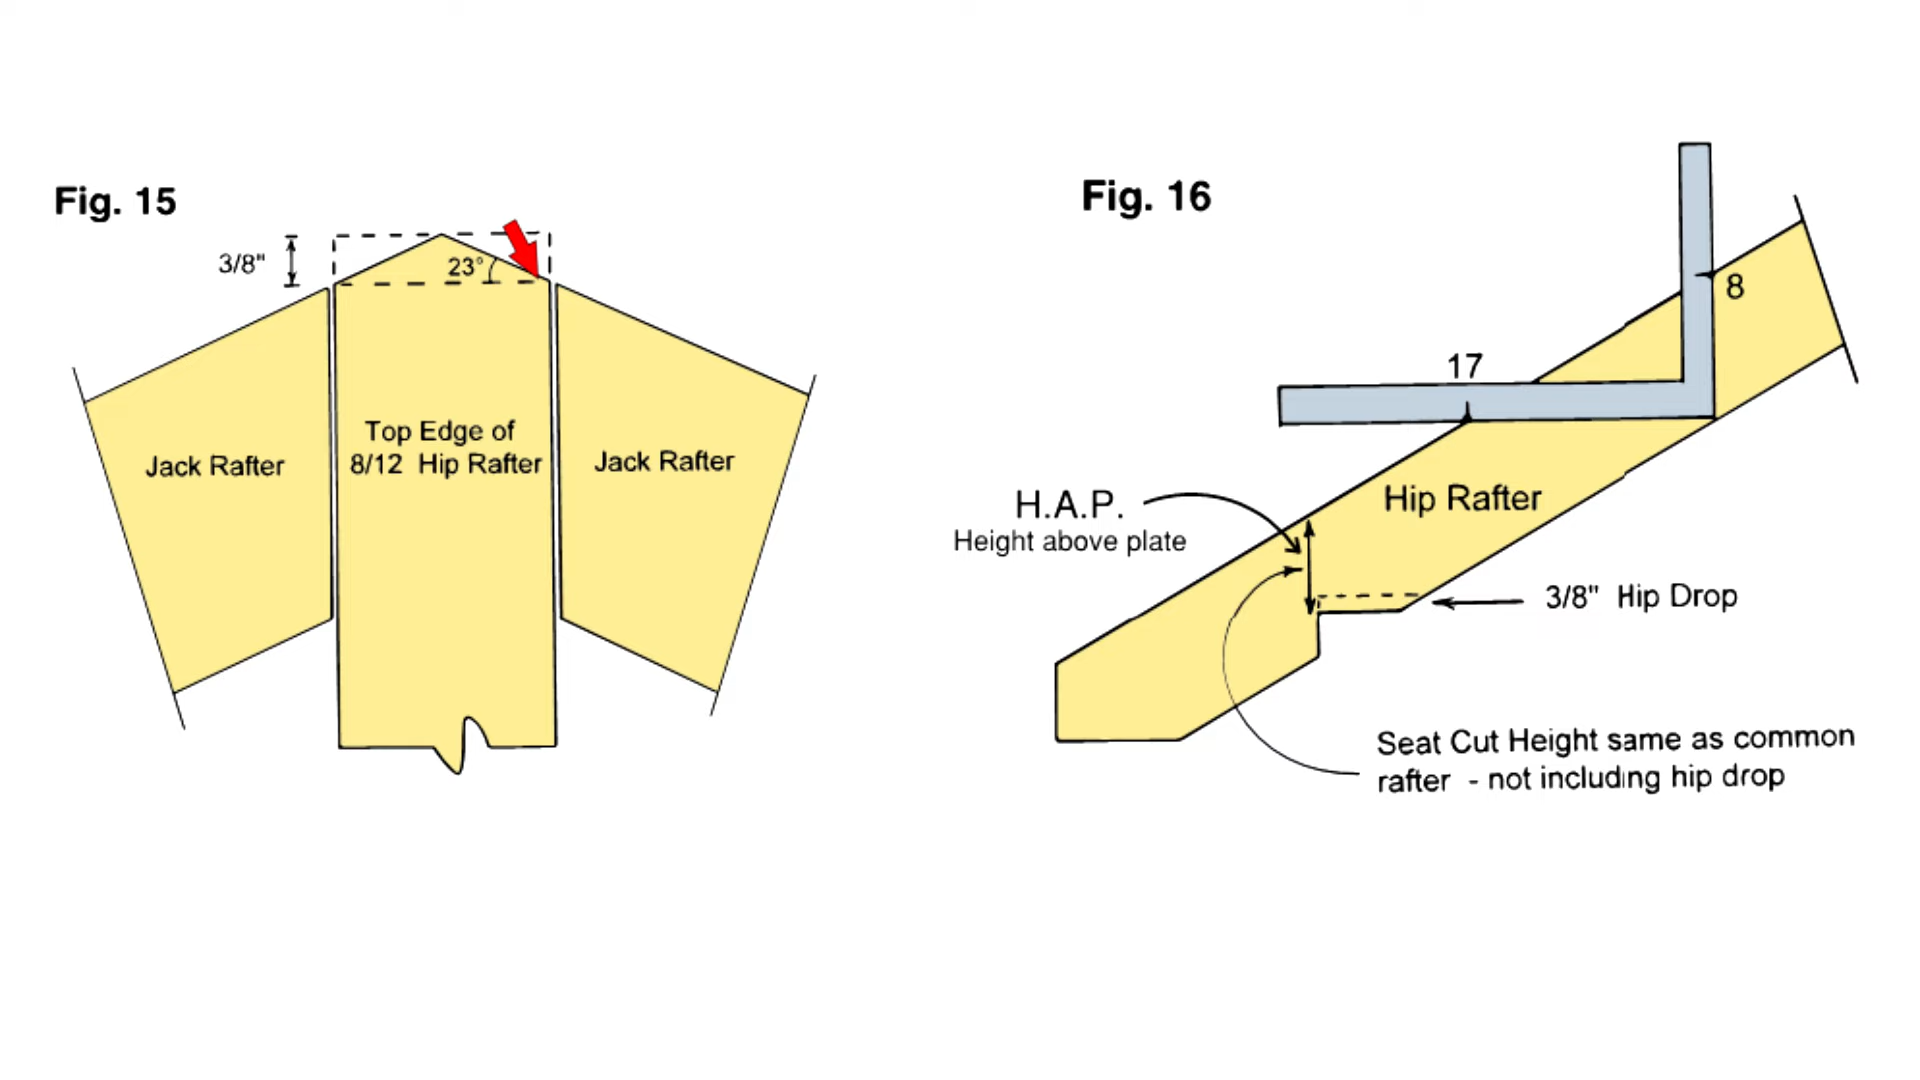 Fig. 15
3/8"
23°
Jack Rafter
Top Edge of
8/12 Hip Rafter
Jack Rafter
Fig. 16
8
17
Hip Rafter
H.A.P.
Height above plate
3/8" Hip Drop
Seat Cut Height same as common
rafter - not including hip drop